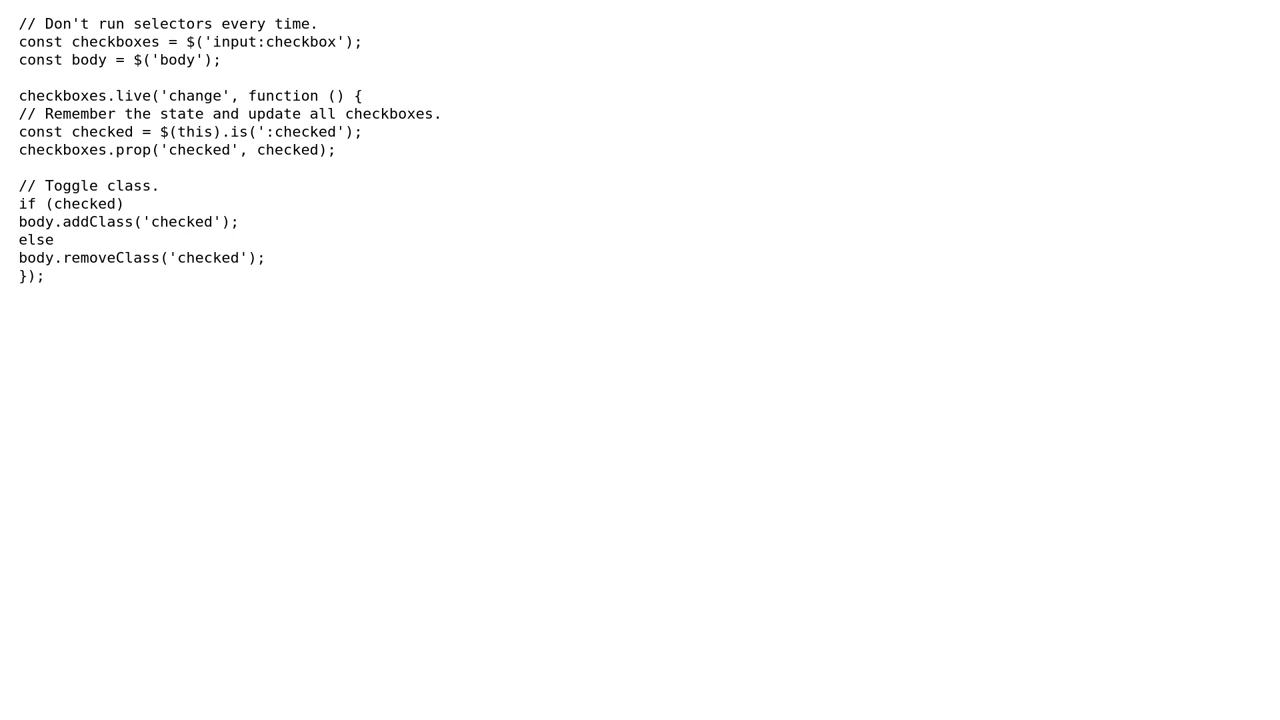 // Don't run selectors every time.
const checkboxes = $('input:checkbox');
const body = $('body');

checkboxes.live('change', function () {
// Remember the state and update all checkboxes.
const checked = $(this).is(':checked');
checkboxes.prop('checked', checked);

// Toggle class.
if (checked)
body.addClass('checked');
else
body.removeClass('checked');
});